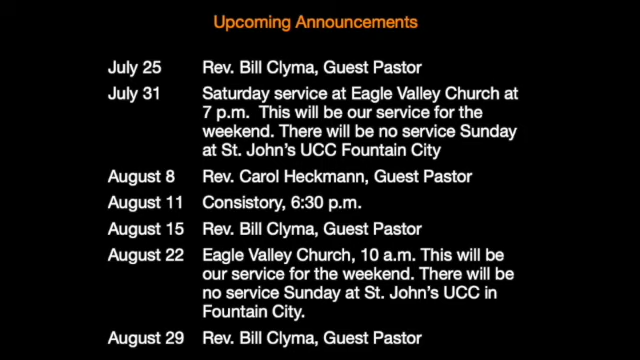 Upcoming Announcements
July 25 Rev. Bill Clyma, Guest Pastor
July 31 Saturday service at Eagle Valley Church at
7 p.m.  This will be our service for the
weekend. There will be no service Sunday
at St. John's UCC Fountain City
August 8 Rev. Carol Heckmann, Guest Pastor
August 11 Consistory, 6:30 p.m.
August 15 Rev. Bill Clyma, Guest Pastor
August 22 Eagle Valley Church, 10 a.m. This will be
our service for the weekend. There will be
no service Sunday at St. John's UCC in
Fountain City.
August 29 Rev. Bill Clyma, Guest Pastor